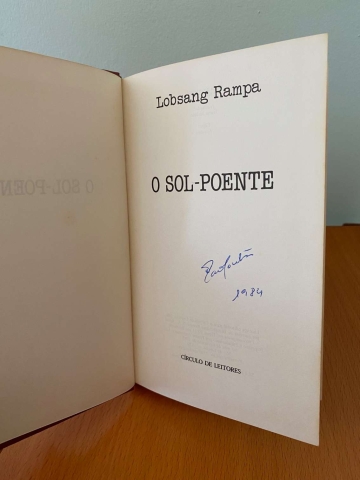 Lobsang Rampa
O SOL-POENTE
1984
CÍRCULO DE LEITORES